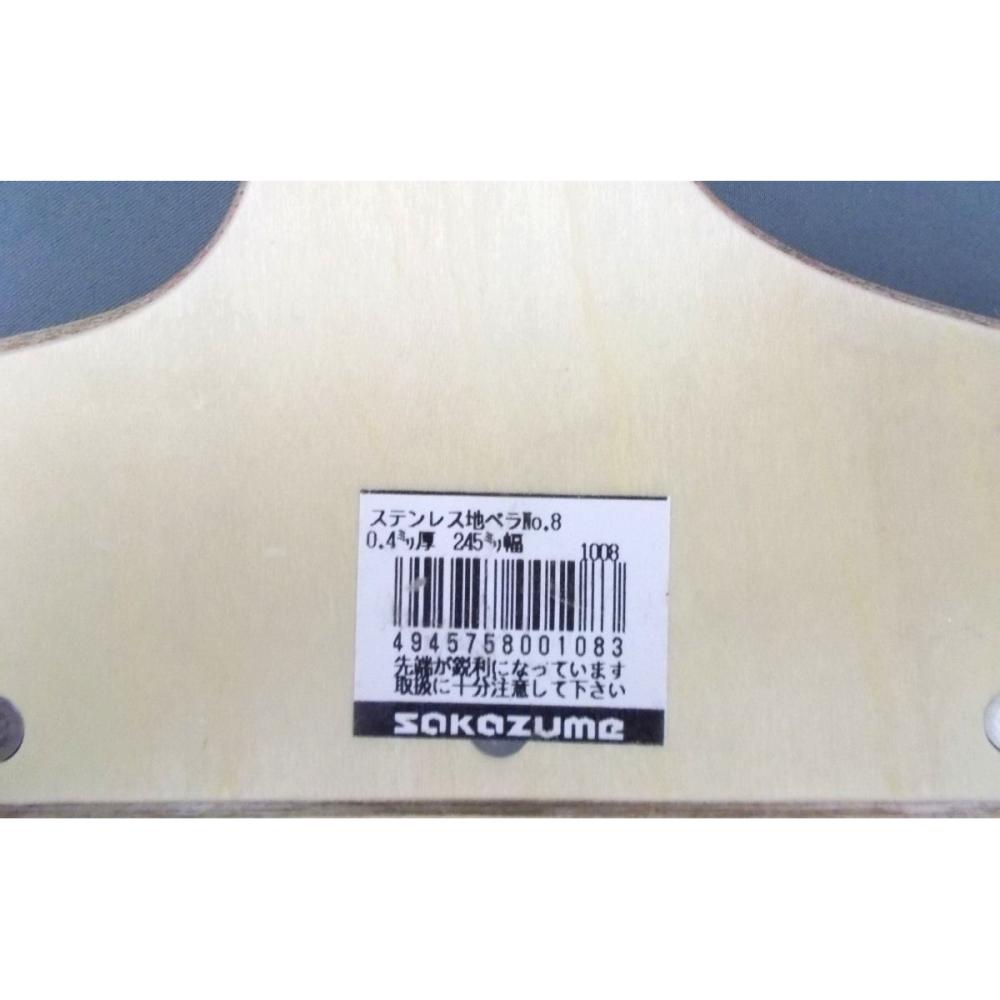 ステンレス地ベラNo.8
0.4㍉厚 245㍉幅
1008
4945758001083
先端が鋭利になっています
取扱に十分注意して下さい
sakazume